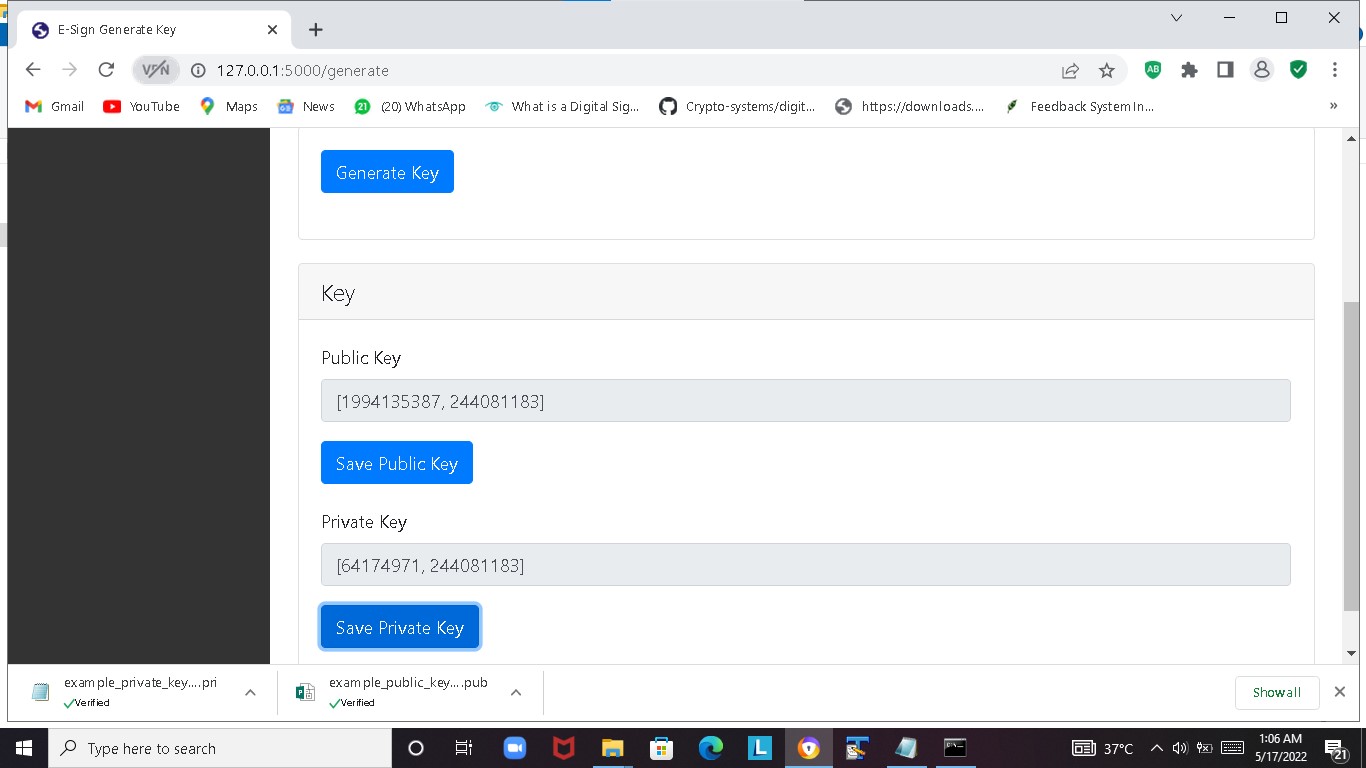 E-Sign Generate Key
VPN
127.0.0.1:5000/generate
AB
Gmail
YouTube
Maps
News
21
(20) WhatsApp
What is a Digital Sig...
Crypto-systems/digit...
https://downloads....
Feedback System In...
»
Generate Key
Key
Public Key
[1994135387, 244081183]
Save Public Key
Private Key
[64174971, 244081183]
Save Private Key
example_private_key....pri
Verified
example_public_key....pub
Verified
Show all
Type here to search
L
37°C
1:06 AM
5/17/2022
21